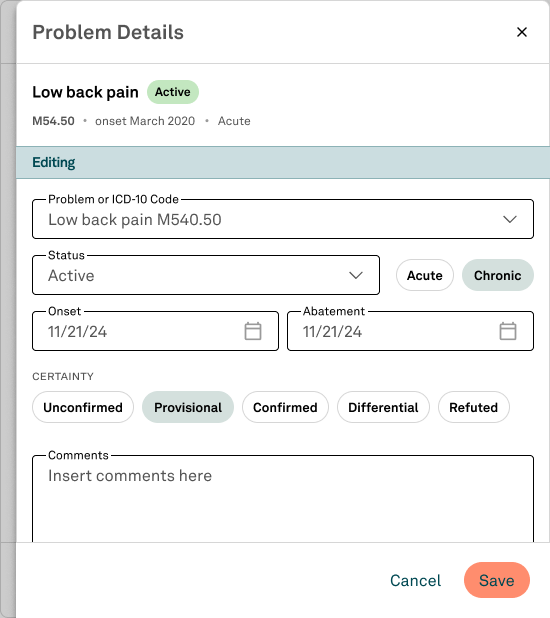 Problem Details
Low back pain Active
M54.50 • onset March 2020 • Acute
Editing
Problem or ICD-10 Code
Low back pain M540.50
Status
Active
Acute Chronic
Onset Abatement
11/21/24 11/21/24
CERTAINTY
Unconfirmed Provisional Confirmed Differential Refuted
Comments
Insert comments here
Cancel Save